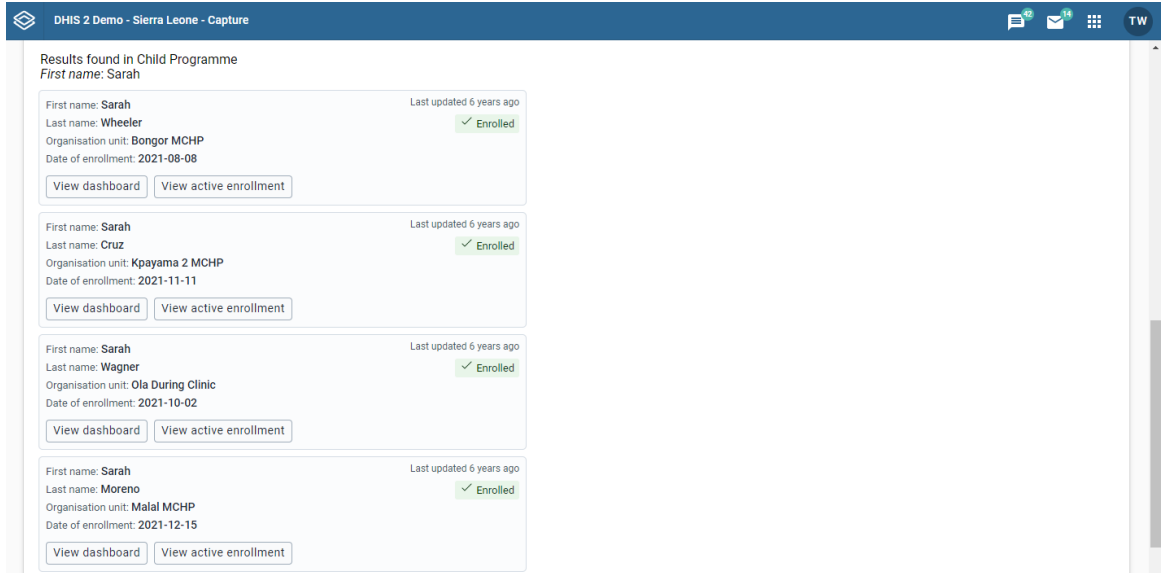 DHIS 2 Demo - Sierra Leone - Capture
42
14
TW
Results found in Child Programme
First name: Sarah
First name: Sarah
Last updated 6 years ago
Last name: Wheeler
Enrolled
Organisation unit: Bongor MCHP
Date of enrollment: 2021-08-08
View dashboard View active enrollment
First name: Sarah
Last updated 6 years ago
Last name: Cruz
Enrolled
Organisation unit: Kpayama 2 MCHP
Date of enrollment: 2021-11-11
View dashboard View active enrollment
First name: Sarah
Last updated 6 years ago
Last name: Wagner
Enrolled
Organisation unit: Ola During Clinic
Date of enrollment: 2021-10-02
View dashboard View active enrollment
First name: Sarah
Last updated 6 years ago
Last name: Moreno
Enrolled
Organisation unit: Malal MCHP
Date of enrollment: 2021-12-15
View dashboard View active enrollment